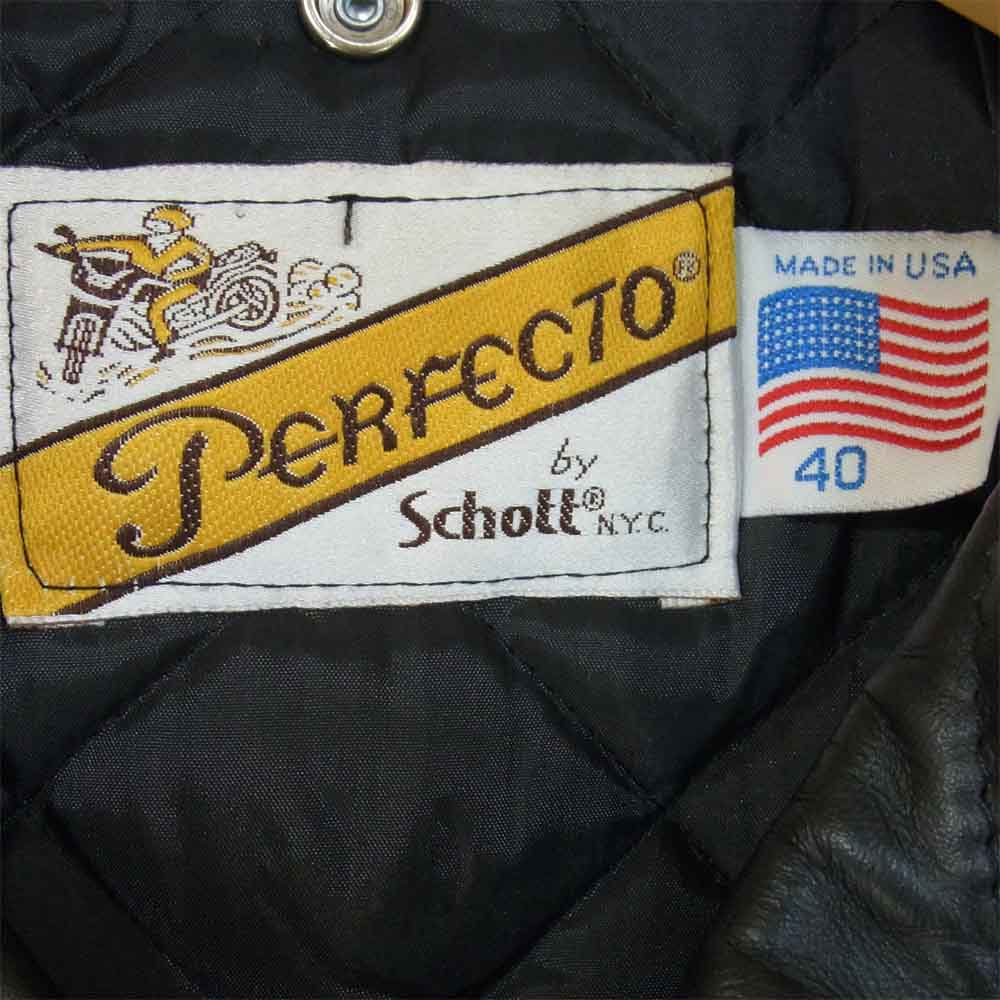 PERFECTO®
by
Schott® N.Y.C.
MADE IN USA
40